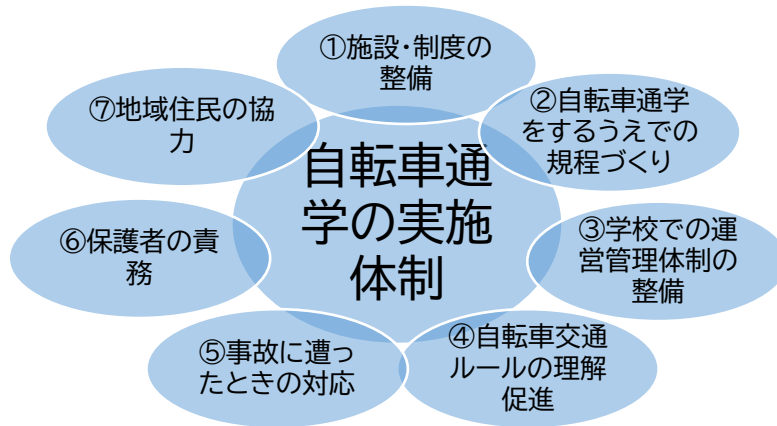 ①施設・制度の
整備
②自転車通学
をするうえでの
規程づくり
③学校での運
営管理体制の
整備
④自転車交通
ルールの理解
促進
⑤事故に遭っ
たときの対応
⑥保護者の責
務
⑦地域住民の協
力
自転車通
学の実施
体制